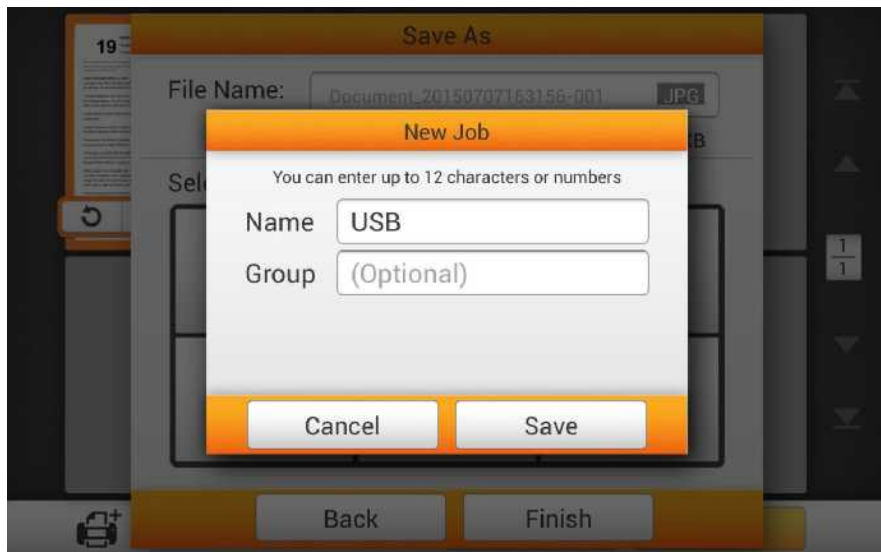 19
Save As
File Name:
Document_20150707163156-001
JPG
New Job
You can enter up to 12 characters or numbers
Name
USB
Group
(Optional)
Cancel
Save
Back
Finish
1
1